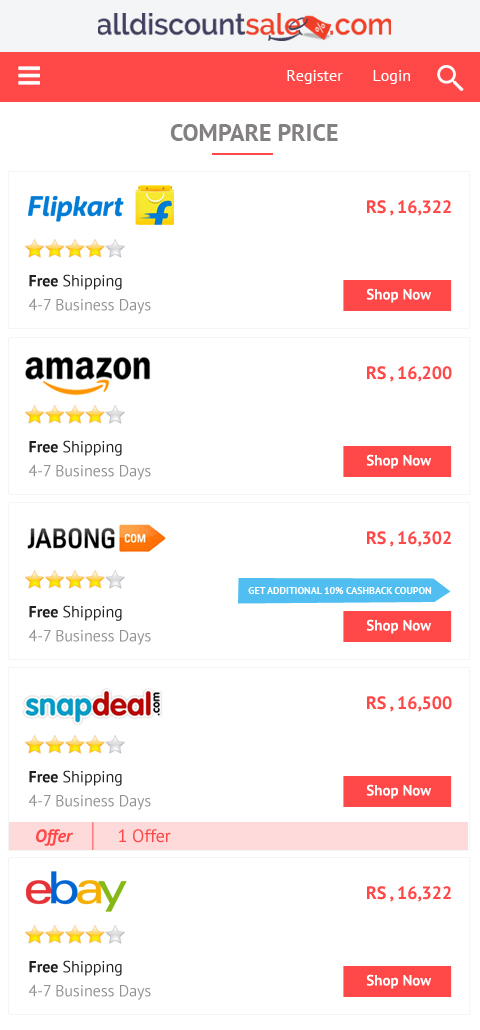 alldiscountsale.com
Register Login
COMPARE PRICE
Flipkart
RS , 16,322
Free Shipping
4-7 Business Days
Shop Now
amazon
RS , 16,200
Free Shipping
4-7 Business Days
Shop Now
JABONG COM
RS , 16,302
GET ADDITIONAL 10% CASHBACK COUPON
Free Shipping
4-7 Business Days
Shop Now
snapdeal.com
RS , 16,500
Free Shipping
4-7 Business Days
Shop Now
Offer 1 Offer
ebay
RS , 16,322
Free Shipping
4-7 Business Days
Shop Now